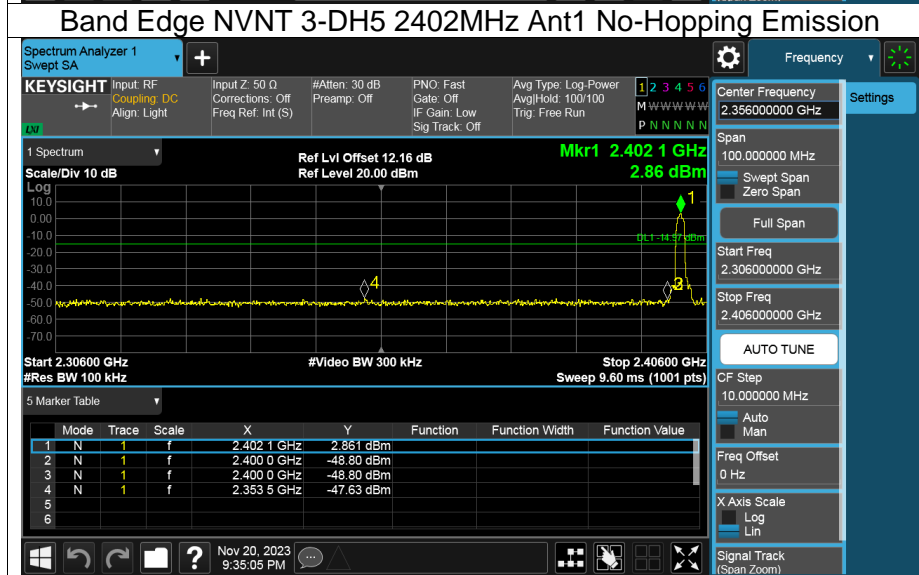 Band Edge NVNT 3-DH5 2402MHz Ant1 No-Hopping Emission
Spectrum Analyzer 1
Swept SA
+
Frequency
KEYSIGHT
LXI
Input: RF
Coupling: DC
Align: Light
Input Z: 50 Ω
Corrections: Off
Freq Ref: Int (S)
#Atten: 30 dB
Preamp: Off
PNO: Fast
Gate: Off
IF Gain: Low
Sig Track: Off
Avg Type: Log-Power
Avg|Hold: 100/100
Trig: Free Run
1 2 3 4 5 6
M W W W W W
P N N N N N
1 Spectrum
Scale/Div 10 dB
Ref Lvl Offset 12.16 dB
Ref Level 20.00 dBm
Mkr1 2.402 1 GHz
2.86 dBm
Log
10.0
0.00
-10.0
-20.0
-30.0
-40.0
-50.0
-60.0
-70.0
1
DL1 -14.97 dBm
4
Start 2.30600 GHz
#Res BW 100 kHz
#Video BW 300 kHz
Stop 2.40600 GHz
Sweep 9.60 ms (1001 pts)
5 Marker Table
Mode Trace Scale X Y Function Function Width Function Value
1 N 1 f 2.402 1 GHz 2.861 dBm
2 N 1 f 2.400 0 GHz -48.80 dBm
3 N 1 f 2.400 0 GHz -48.80 dBm
4 N 1 f 2.353 5 GHz -47.63 dBm
5
6
?
Nov 20, 2023
9:35:05 PM
Center Frequency
2.356000000 GHz
Settings
Span
100.000000 MHz
Swept Span
Zero Span
Full Span
Start Freq
2.306000000 GHz
Stop Freq
2.406000000 GHz
AUTO TUNE
CF Step
10.000000 MHz
Auto
Man
Freq Offset
0 Hz
X Axis Scale
Log
Lin
Signal Track
(Span Zoom)